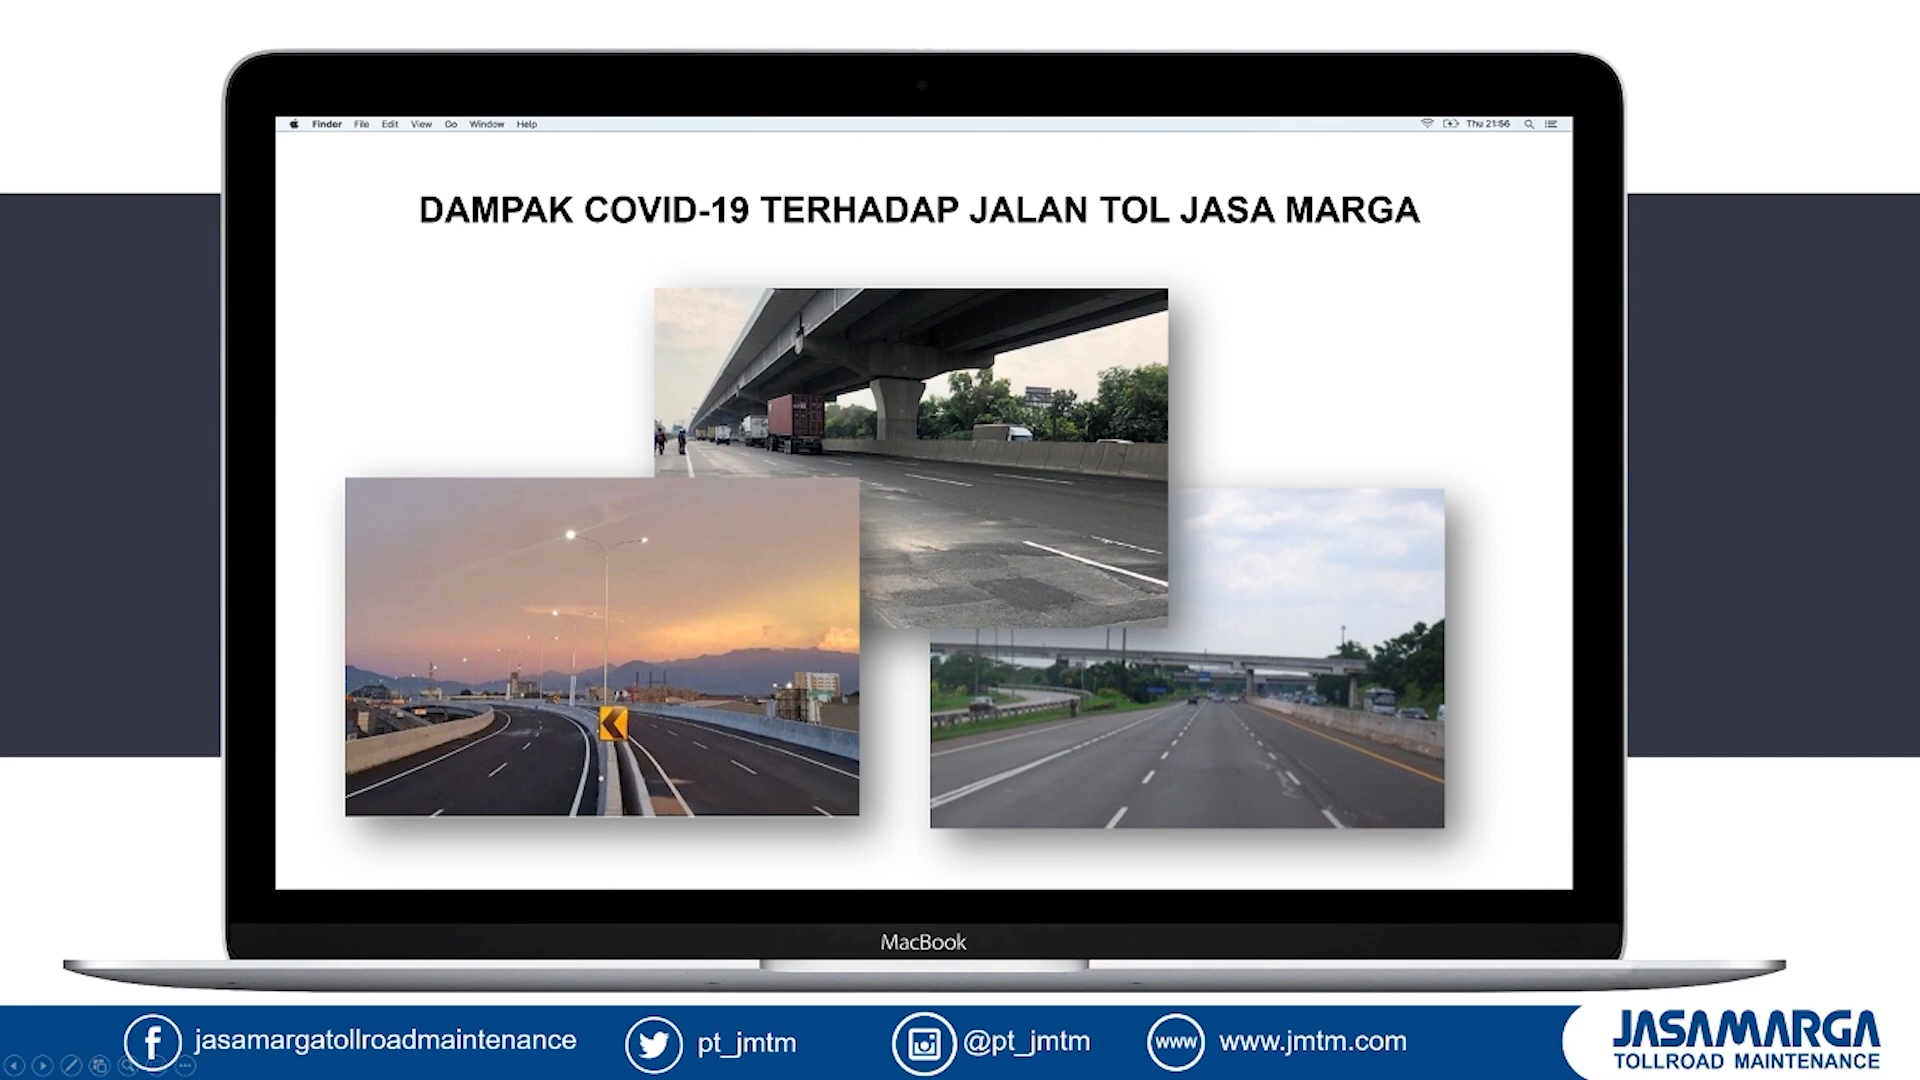 Finder File Edit View Go Window Help Thu 21:56
DAMPAK COVID-19 TERHADAP JALAN TOL JASA MARGA
MacBook
jasamargatollroadmaintenance pt_jmtm @pt_jmtm www www.jmtm.com
JASAMARGA
TOLLROAD MAINTENANCE